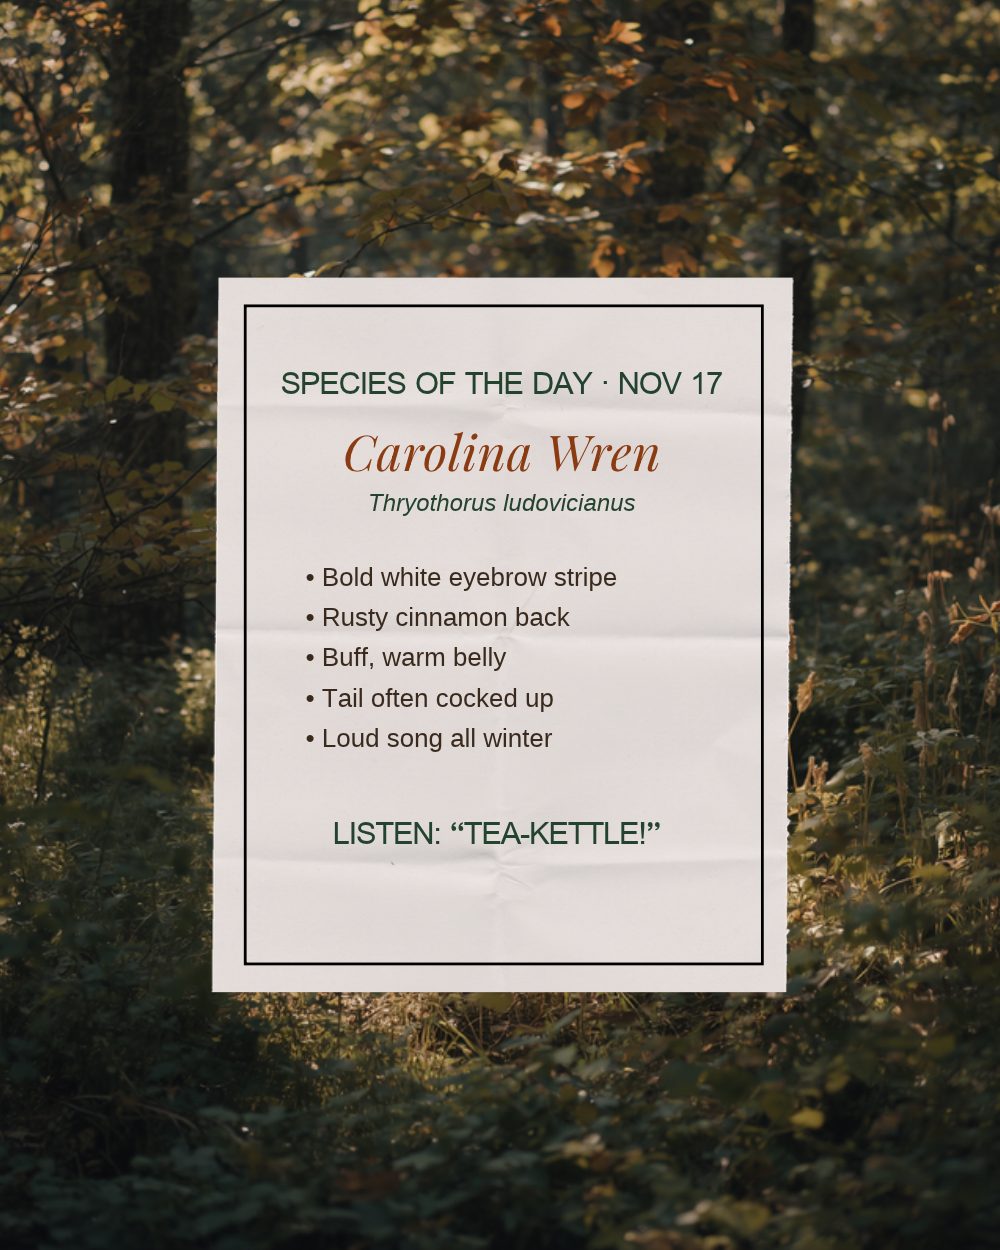 SPECIES OF THE DAY · NOV 17
Carolina Wren
Thryothorus ludovicianus
• Bold white eyebrow stripe
• Rusty cinnamon back
• Buff, warm belly
• Tail often cocked up
• Loud song all winter
LISTEN: “TEA-KETTLE!”